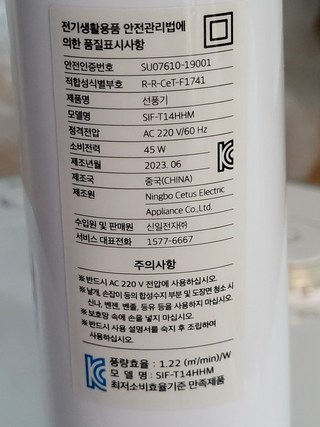 전기생활용품 안전관리법에
의한 품질표시사항
안전인증번호 SU07610-19001
적합성식별부호 R-R-CeT-F1741
제품명 선풍기
모델명 SIF-T14HHM
정격전압 AC 220 V/60 Hz
소비전력 45 W
제조년월 2023. 06
제조국 중국(CHINA)
제조원 Ningbo Cetus Electric
Appliance Co.,Ltd.
수입원 및 판매원 신일전자㈜
서비스 대표전화 1577-6667
주의사항
※ 반드시 AC 220 V 전압에 사용하십시오.
※ 날개, 손잡이 등의 합성수지 부분 및 도장면 청소 시
신나, 벤젠, 벤졸, 등유 등을 사용하지 마십시오.
※ 보호망 속에 손을 넣지 마십시오.
※ 반드시 사용 설명서를 숙지 후 조립하여
사용하십시오.
풍량효율 : 1.22 (㎥/min)/W
모 델 명 : SIF-T14HHM
최저소비효율기준 만족제품